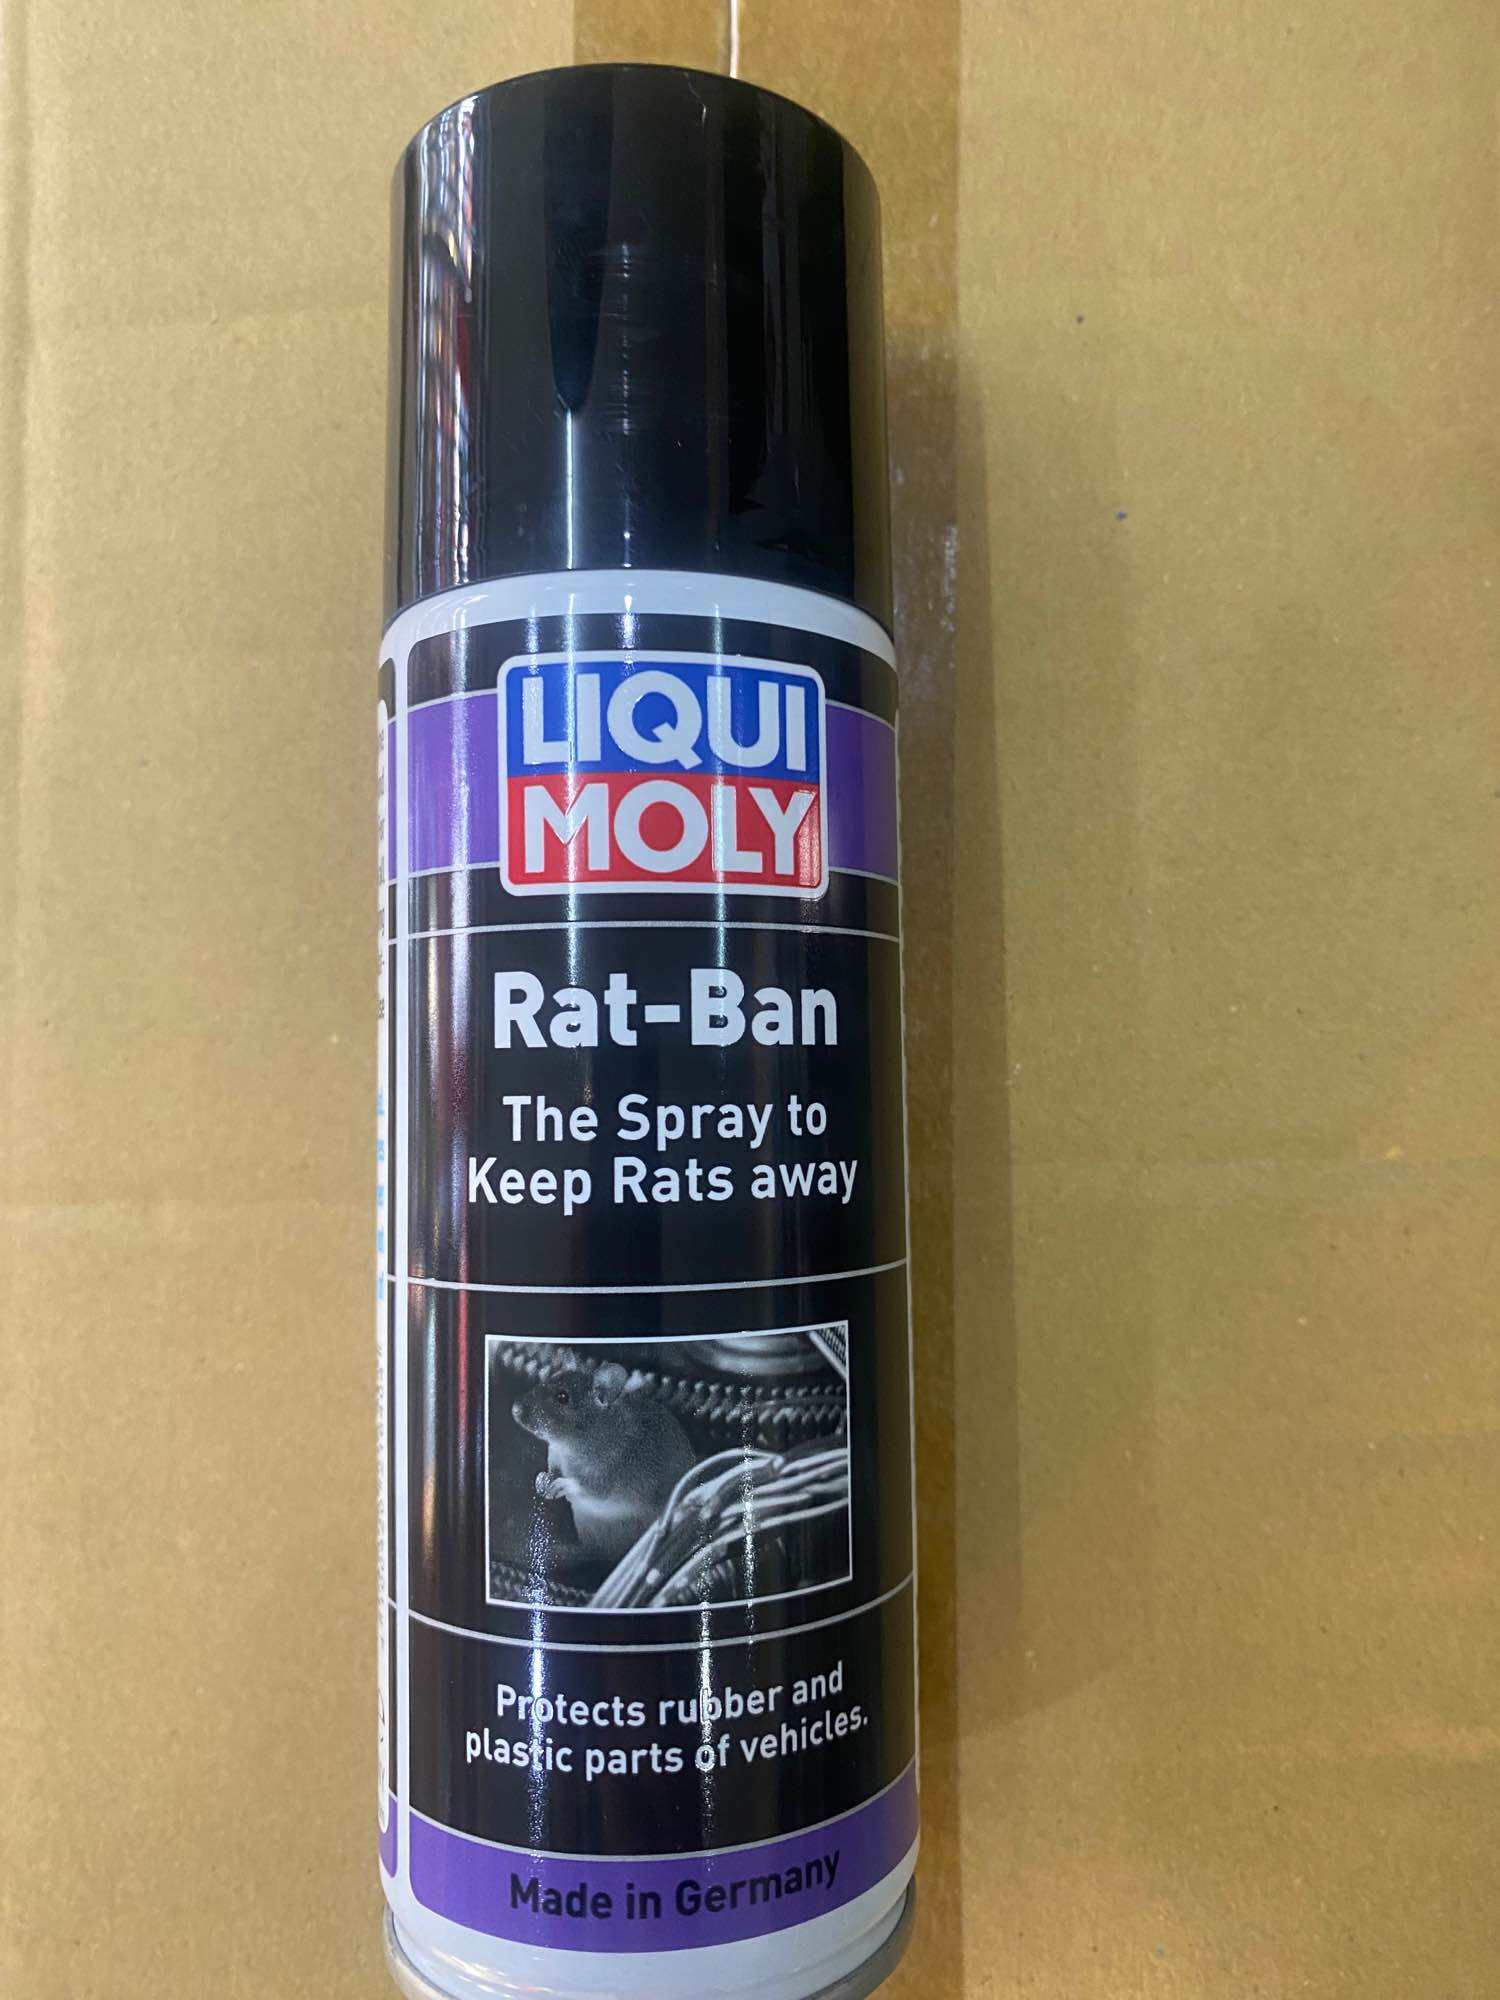 LIQUI
MOLY
Rat-Ban
The Spray to
Keep Rats away
Protects rubber and
plastic parts of vehicles.
Made in Germany